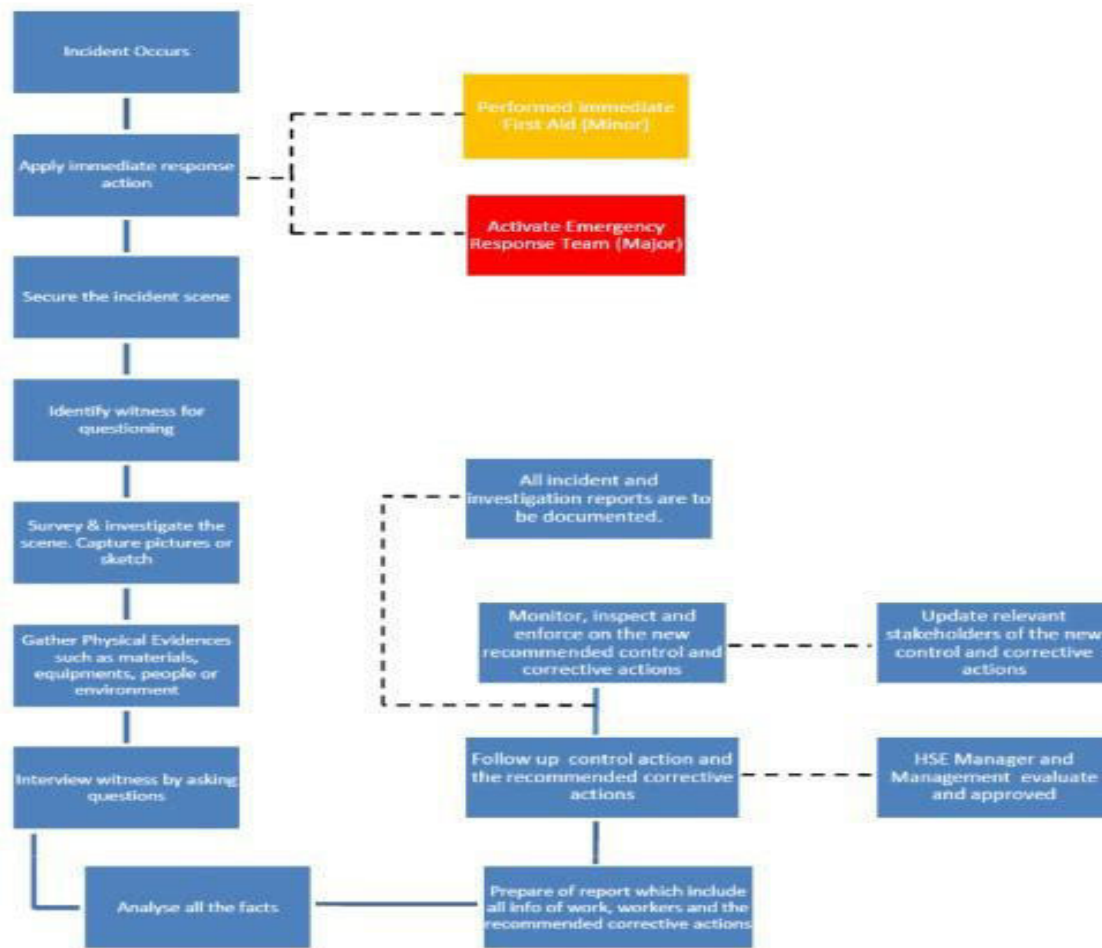 Incident Occurs
Performed Immediate
First Aid (Minor)
Apply immediate response
action
Activate Emergency
Response Team (Major)
Secure the incident scene
Identify witness for
questioning
Survey & investigate the
scene. Capture pictures or
sketch
Gather Physical Evidences
such as materials,
equipments, people or
environment
Interview witness by asking
questions
Analyse all the facts
Prepare of report which include
all info of work, workers and the
recommended corrective actions
Follow up control action and
the recommended corrective
actions
HSE Manager and
Management evaluate
and approved
Monitor, inspect and
enforce on the new
recommended control and
corrective actions
Update relevant
stakeholders of the new
control and corrective
actions
All incident and
investigation reports are to
be documented.